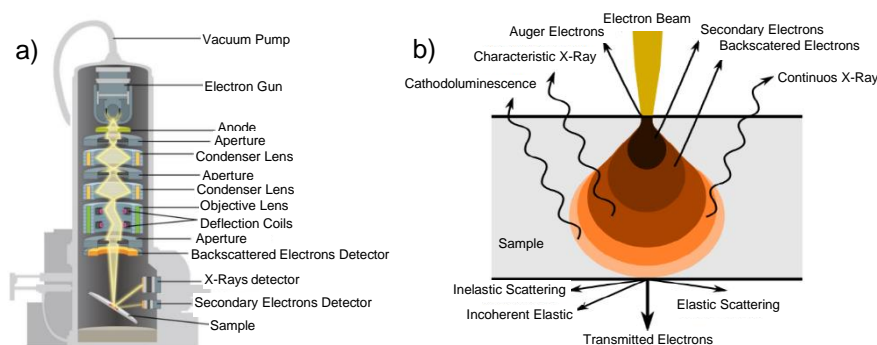 a)
Vacuum Pump
Electron Gun
Anode
Aperture
Condenser Lens
Aperture
Condenser Lens
Objective Lens
Deflection Coils
Aperture
Backscattered Electrons Detector
X-Rays detector
Secondary Electrons Detector
Sample
b)
Electron Beam
Auger Electrons
Secondary Electrons
Characteristic X-Ray
Backscatered Electrons
Cathodoluminescence
Continuos X-Ray
Sample
Inelastic Scattering
Elastic Scattering
Incoherent Elastic
Transmitted Electrons